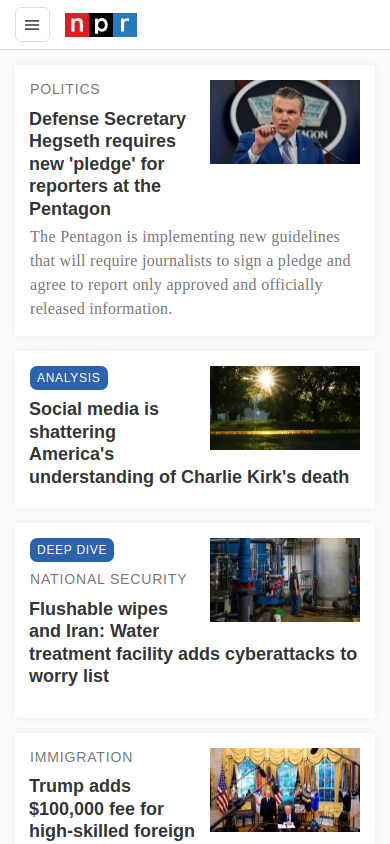 npr
POLITICS
Defense Secretary
Hegseth requires
new 'pledge' for
reporters at the
Pentagon
The Pentagon is implementing new guidelines
that will require journalists to sign a pledge and
agree to report only approved and officially
released information.
ANALYSIS
Social media is
shattering
America's
understanding of Charlie Kirk's death
DEEP DIVE
NATIONAL SECURITY
Flushable wipes
and Iran: Water
treatment facility adds cyberattacks to
worry list
IMMIGRATION
Trump adds
$100,000 fee for
high-skilled foreign